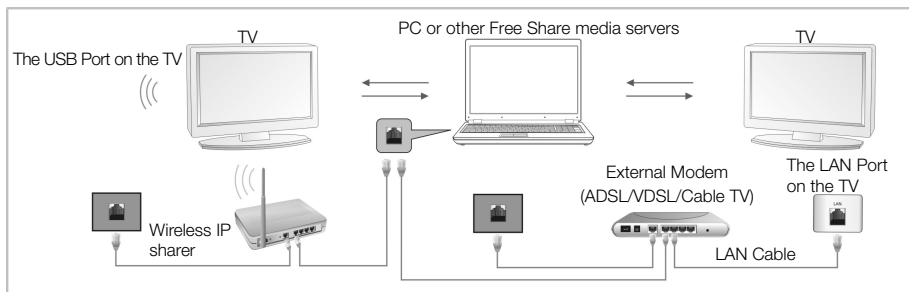 TV
PC or other Free Share media servers
TV
The USB Port on the TV
External Modem
(ADSL/VDSL/Cable TV)
The LAN Port
on the TV
LAN
Wireless IP
sharer
LAN Cable